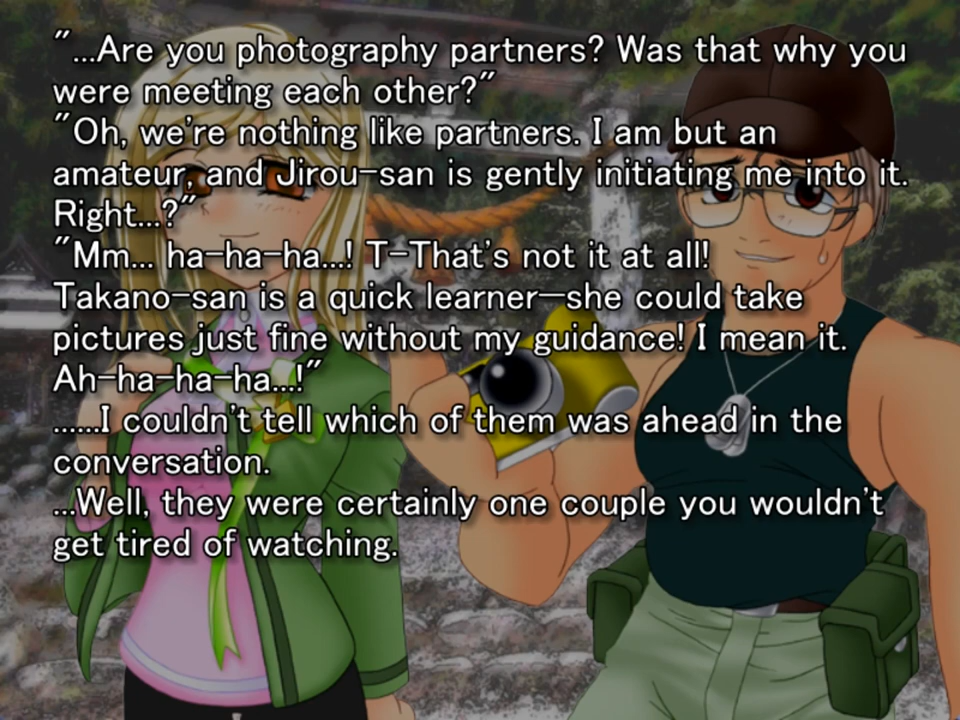 "...Are you photography partners? Was that why you
were meeting each other?"
"Oh, we're nothing like partners. I am but an
amateur, and Jirou-san is gently initiating me into it.
Right...?"
"Mm... ha-ha-ha...! T-That's not it at all!
Takano-san is a quick learner—she could take
pictures just fine without my guidance! I mean it.
Ah-ha-ha-ha...!"
......I couldn't tell which of them was ahead in the
conversation.
...Well, they were certainly one couple you wouldn't
get tired of watching.